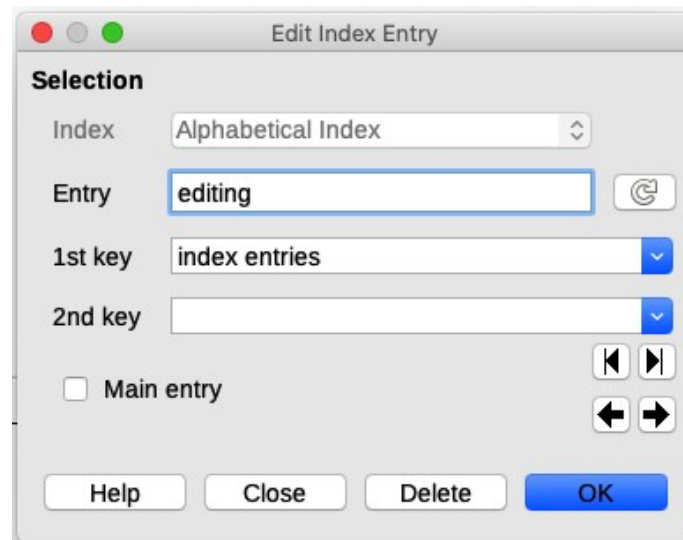 Edit Index Entry
Selection
Index Alphabetical Index
Entry editing
1st key index entries
2nd key
Main entry
Help Close Delete OK